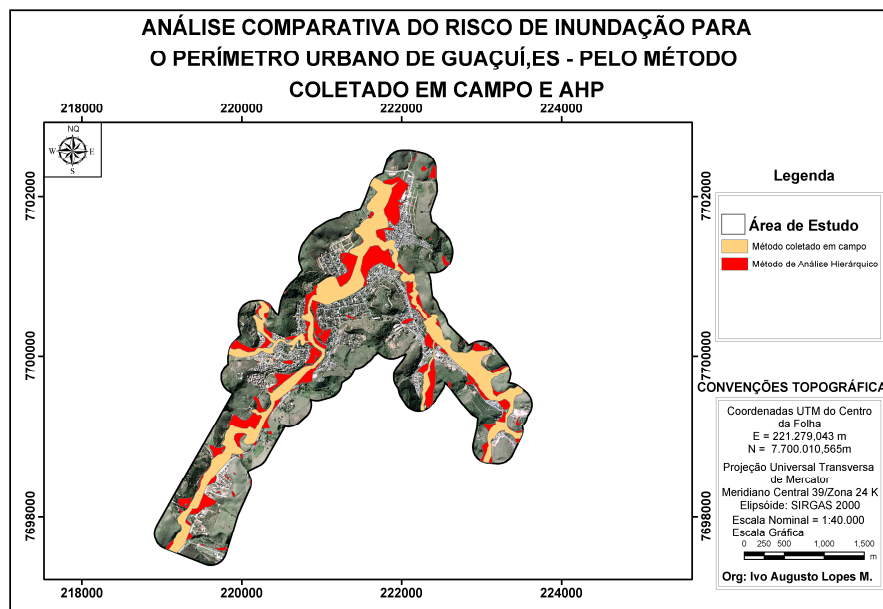 ANÁLISE COMPARATIVA DO RISCO DE INUNDAÇÃO PARA
O PERÍMETRO URBANO DE GUAÇUÍ,ES - PELO MÉTODO
COLETADO EM CAMPO E AHP
218000 220000 222000 224000
NQ
W E
S
7702000 7702000
7700000 7700000
7698000 7698000
218000 220000 222000 224000
Legenda
Área de Estudo
Método coletado em campo
Método de Análise Hierárquico
CONVENÇÕES TOPOGRÁFICA
Coordenadas UTM do Centro
da Folha
E = 221.279,043 m
N = 7.700.010,565m
Projeção Universal Transversa
de Mercator
Meridiano Central 39/Zona 24 K
Elipsóide: SIRGAS 2000
Escala Nominal = 1:40.000
Escala Gráfica
0 250 500 1,000 1,500
m
Org: Ivo Augusto Lopes M.